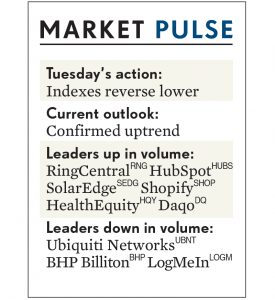 MARKET PULSE
Tuesday's action:
Indexes reverse lower
Current outlook:
Confirmed uptrend
Leaders up in volume:
RingCentral RNG HubSpot HUBS
SolarEdge SEDG Shopify SHOP
HealthEquity HQY Daqo DQ
Leaders down in volume:
Ubiquiti Networks UBNT
BHP Billiton BHP LogMeIn LOGM